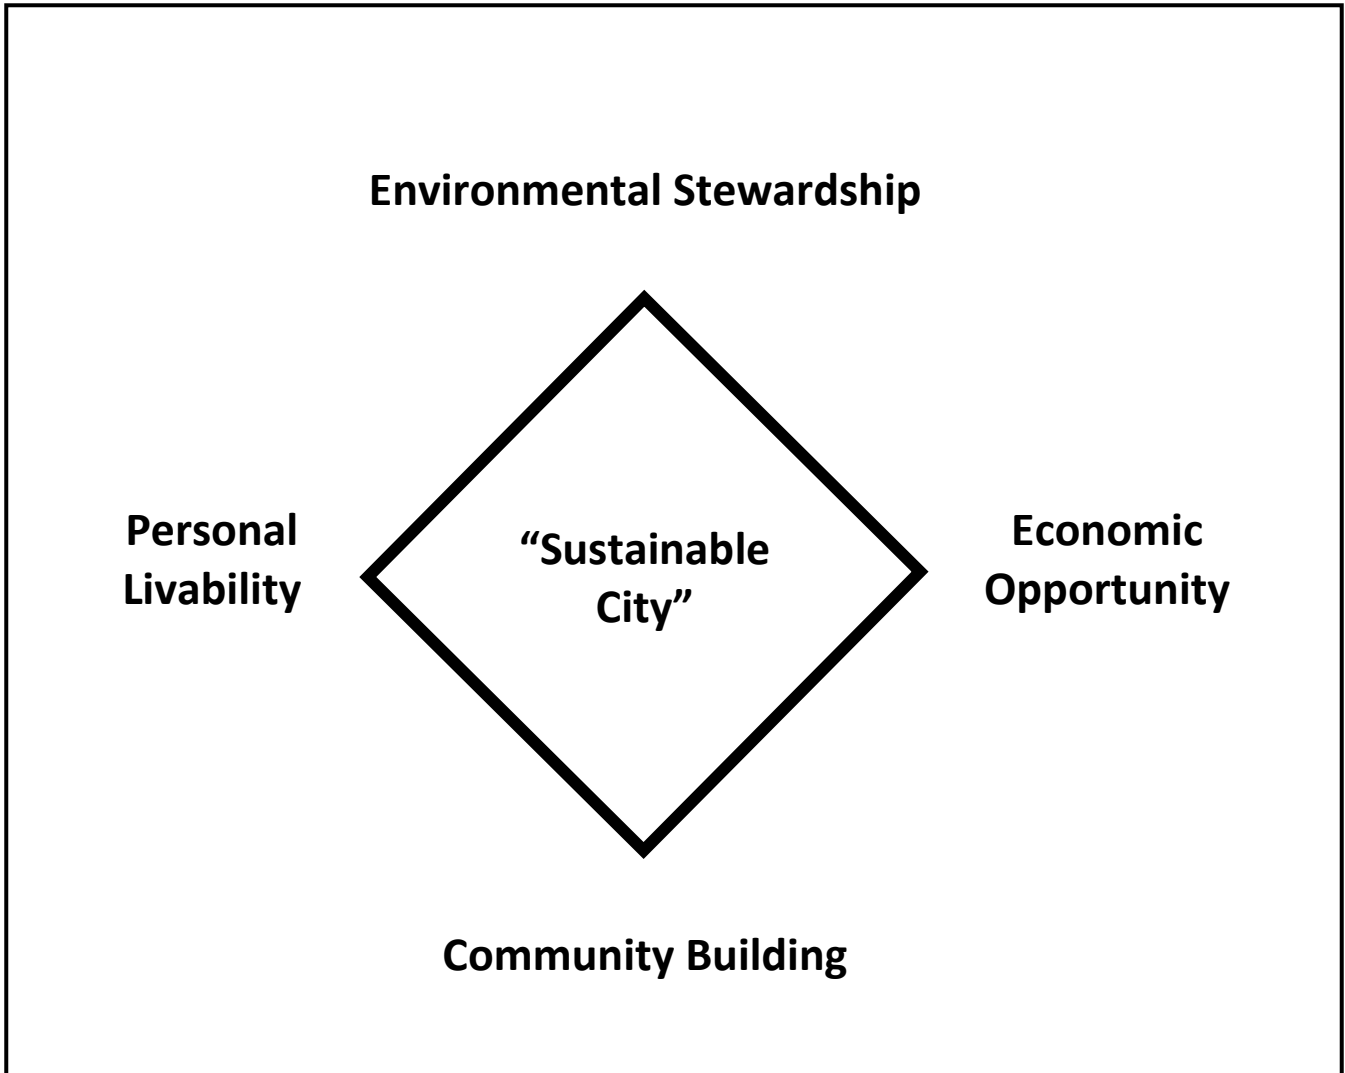 Environmental Stewardship
Personal
Livability
“Sustainable
City”
Economic
Opportunity
Community Building